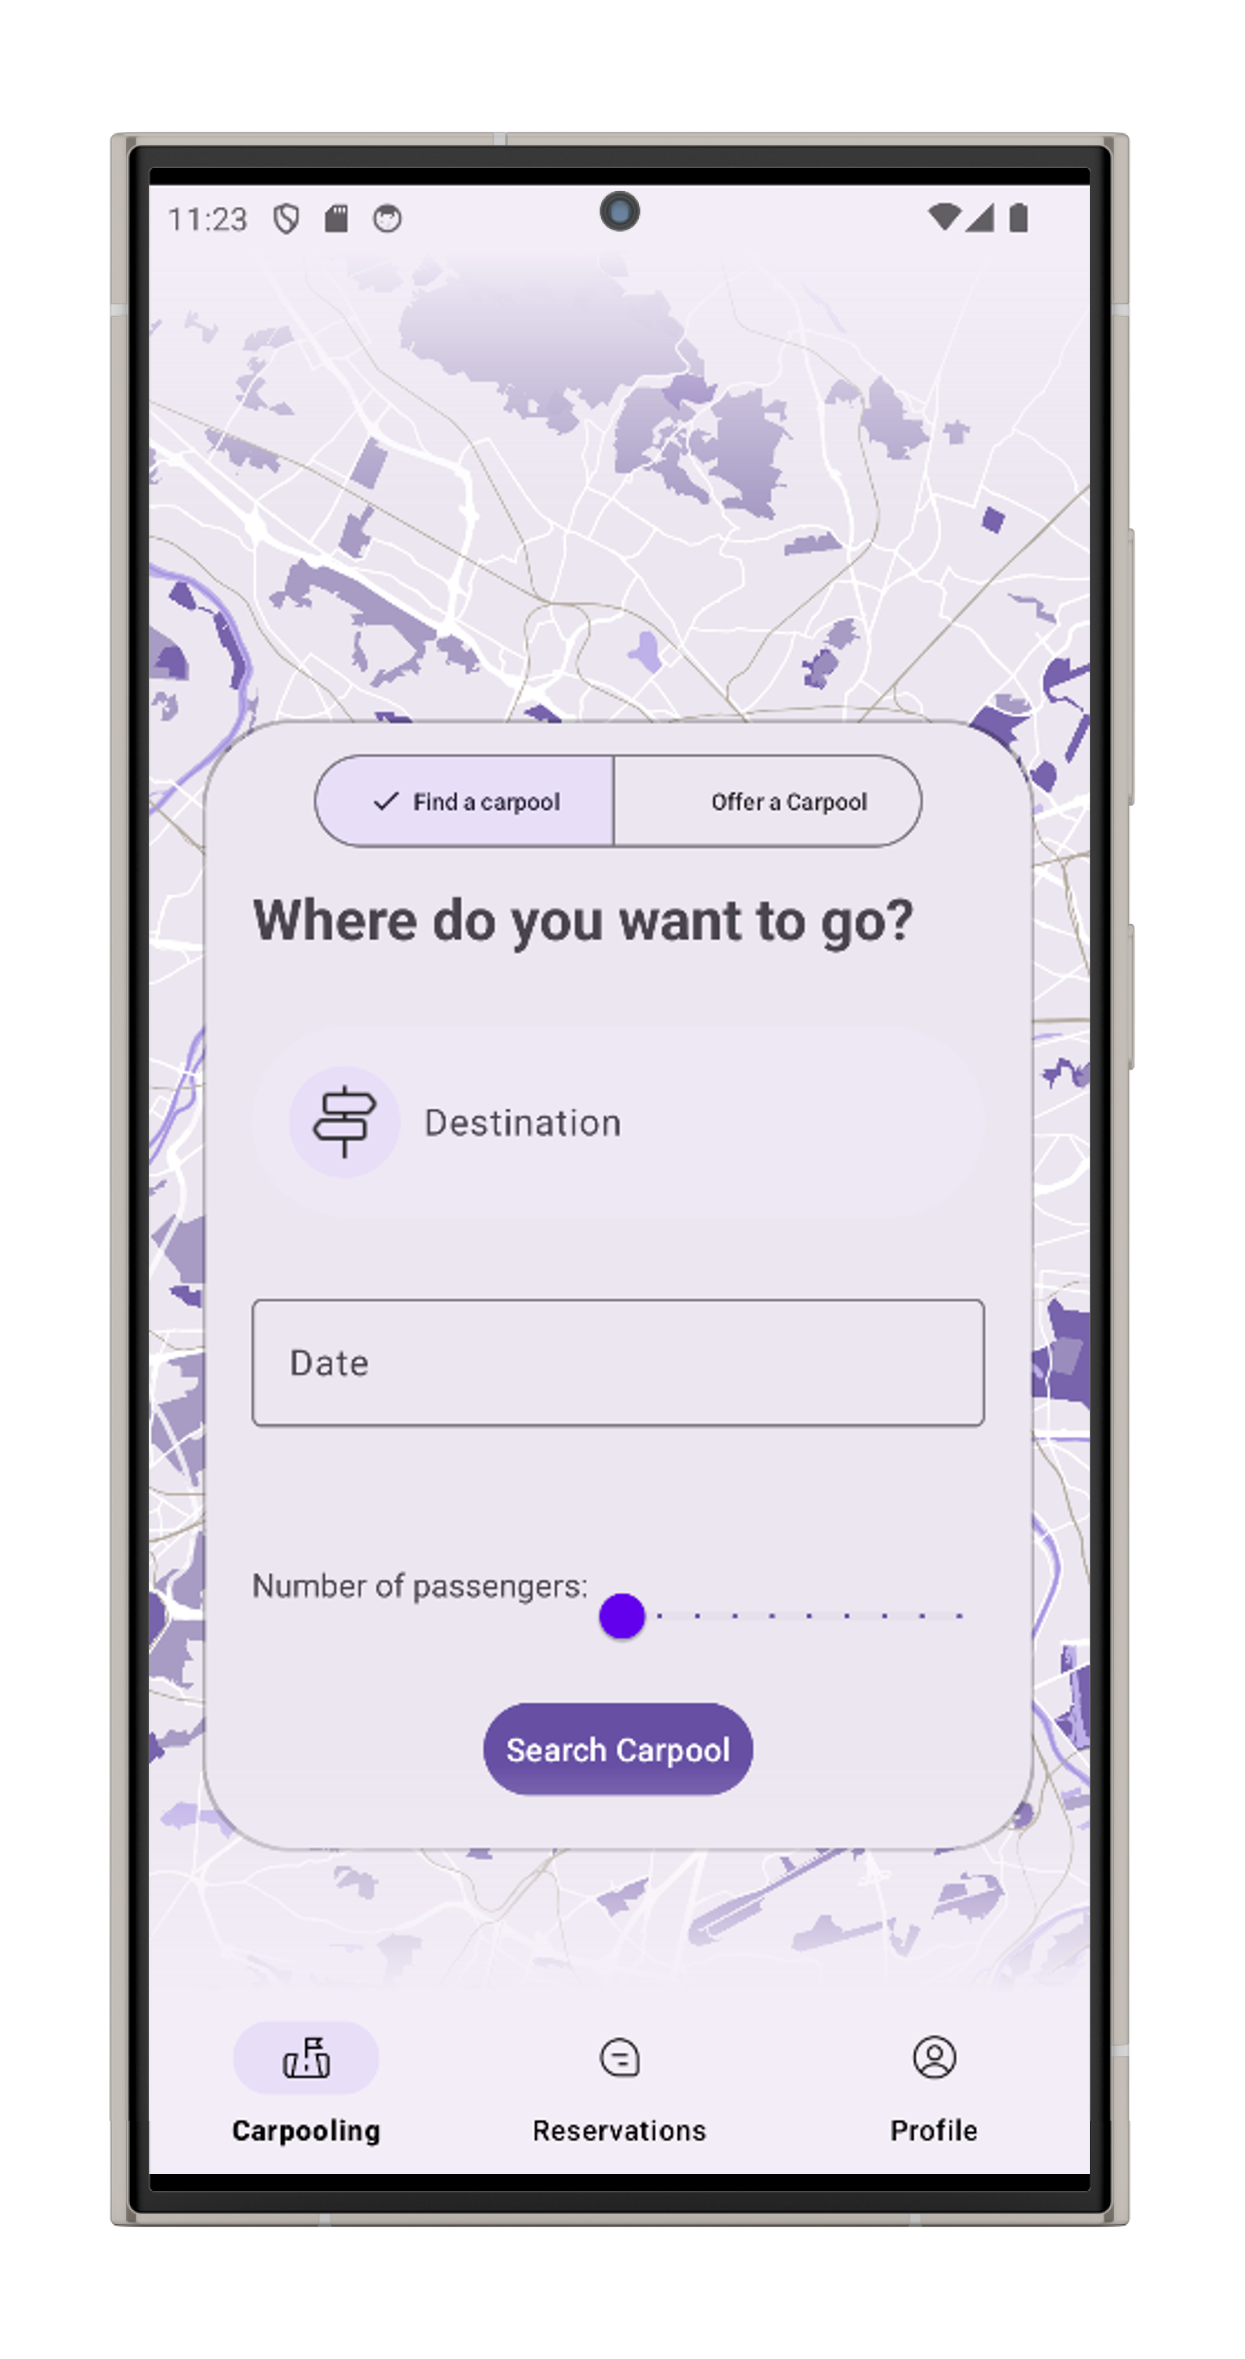 11:23
Find a carpool
Offer a Carpool
Where do you want to go?
Destination
Date
Number of passengers:
Search Carpool
Carpooling
Reservations
Profile